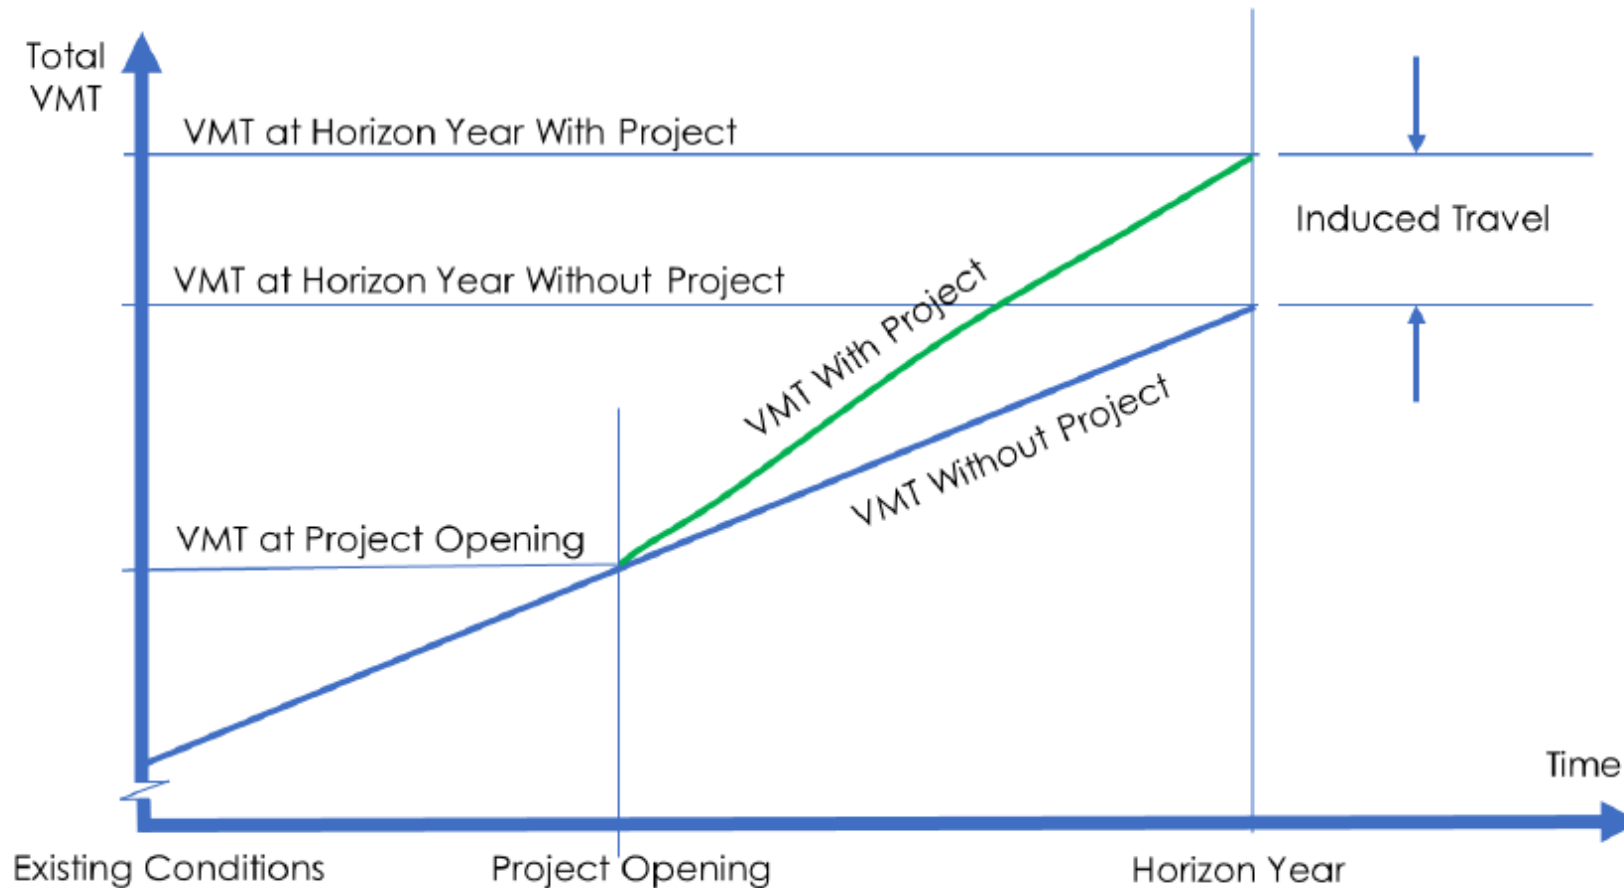 Total
VMT
VMT at Horizon Year With Project
Induced Travel
VMT at Horizon Year Without Project
VMT With Project
VMT Without Project
VMT at Project Opening
Time
Existing Conditions
Project Opening
Horizon Year